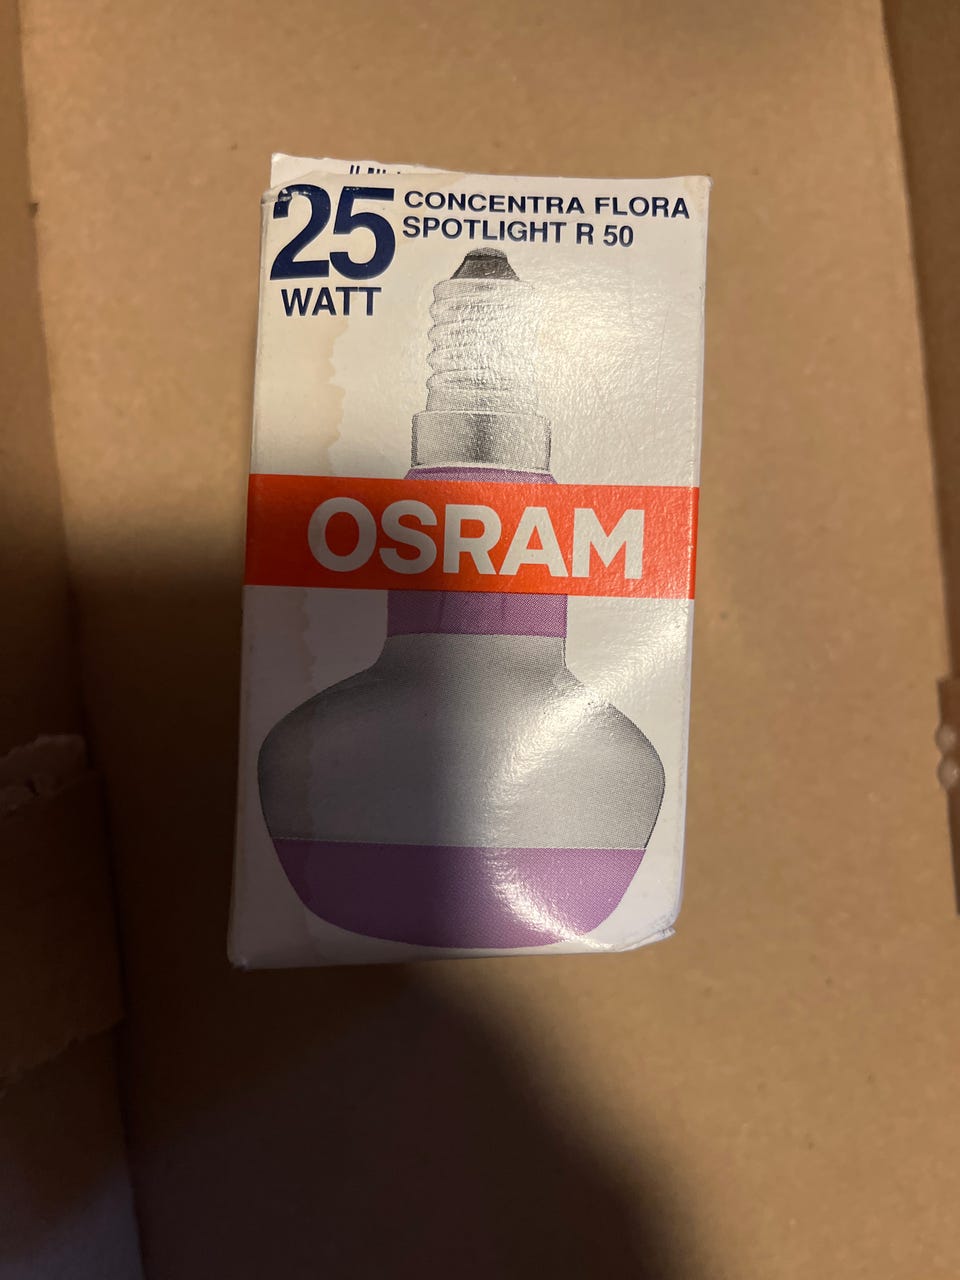 25
WATT
CONCENTRA FLORA
SPOTLIGHT R 50
OSRAM